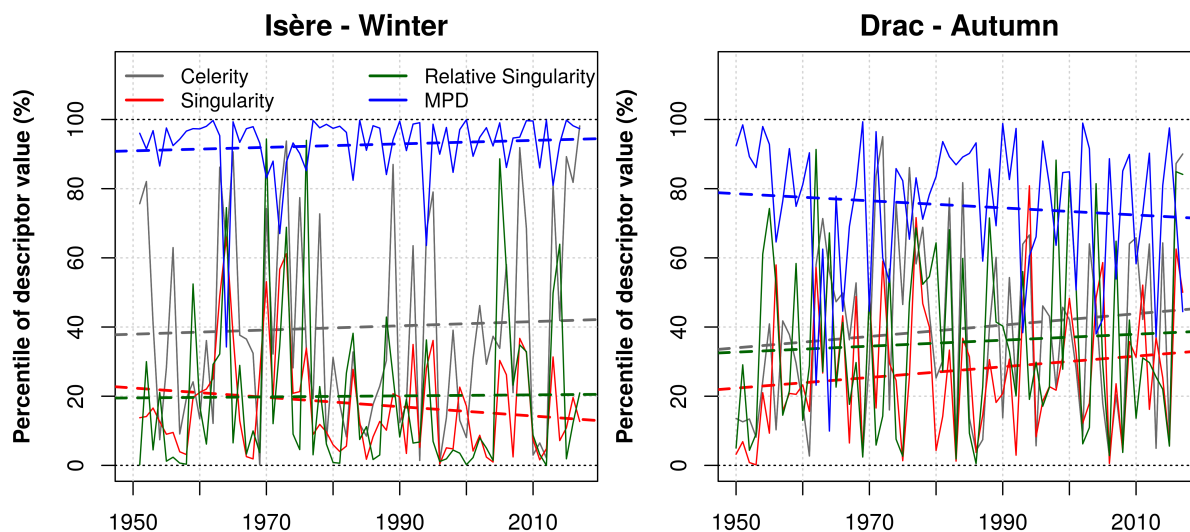 Isère - Winter
Drac - Autumn
Celerity
Relative Singularity
Singularity
MPD
Percentile of descriptor value (%)
100
80
60
40
20
0
1950
1970
1990
2010
Percentile of descriptor value (%)
100
80
60
40
20
0
1950
1970
1990
2010